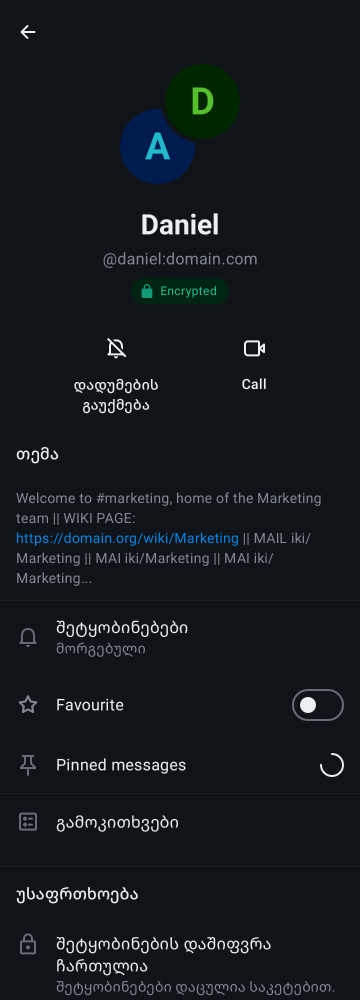 D
A
Daniel
@daniel:domain.com
Encrypted
დადუმების
გაუქმება
Call
თემა
Welcome to #marketing, home of the Marketing
team || WIKI PAGE:
https://domain.org/wiki/Marketing || MAIL iki/
Marketing || MAI iki/Marketing || MAI iki/
Marketing...
შეტყობინებები
მორგებული
Favourite
Pinned messages
გამოკითხვები
უსაფრთხოება
შეტყობინების დაშიფვრა
ჩართულია
შეტყობინებები დაცულია საკეტებით.